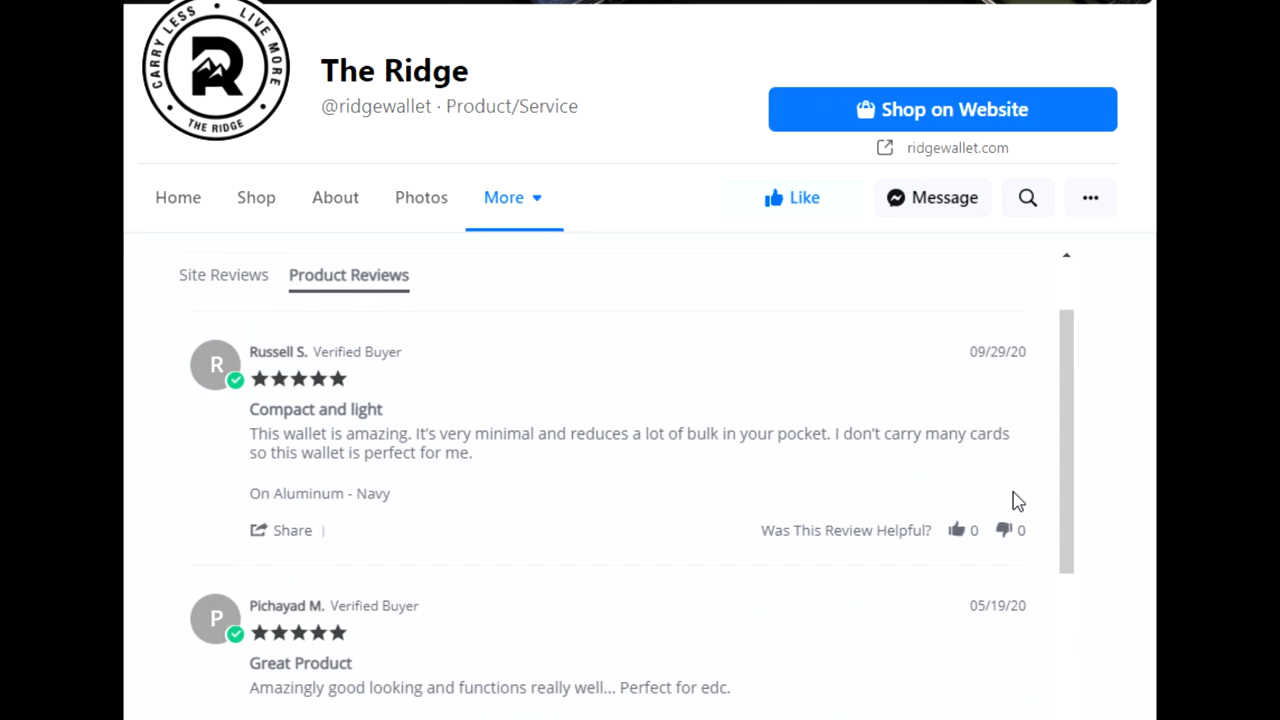 CARRY LESS • LIVE MORE
THE RIDGE
R
The Ridge
@ridgewallet · Product/Service
Shop on Website
ridgewallet.com
Home Shop About Photos More Like Message
Site Reviews Product Reviews
R Russell S. Verified Buyer 09/29/20
Compact and light
This wallet is amazing. It's very minimal and reduces a lot of bulk in your pocket. I don't carry many cards
so this wallet is perfect for me.
On Aluminum - Navy
Share | Was This Review Helpful? 0 0
P Pichayad M. Verified Buyer 05/19/20
Great Product
Amazingly good looking and functions really well... Perfect for edc.